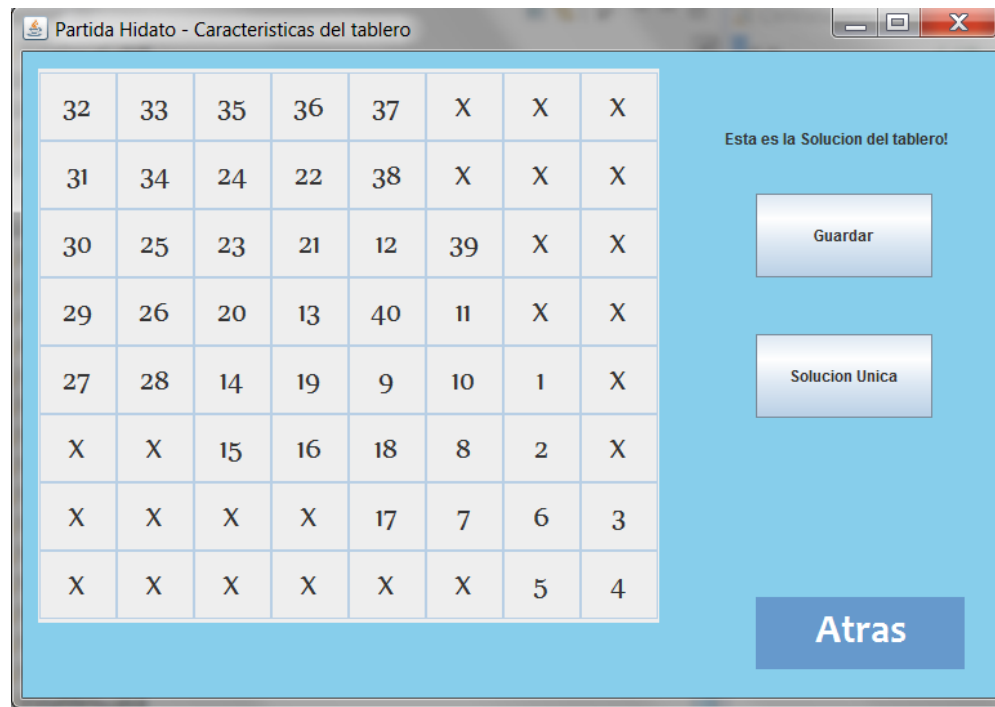 Partida Hidato - Caracteristicas del tablero
32 33 35 36 37 X X X
Esta es la Solucion del tablero!
31 34 24 22 38 X X X
30 25 23 21 12 39 X X
Guardar
29 26 20 13 40 11 X X
27 28 14 19 9 10 1 X
Solucion Unica
X X 15 16 18 8 2 X
X X X X 17 7 6 3
X X X X X X 5 4
Atras